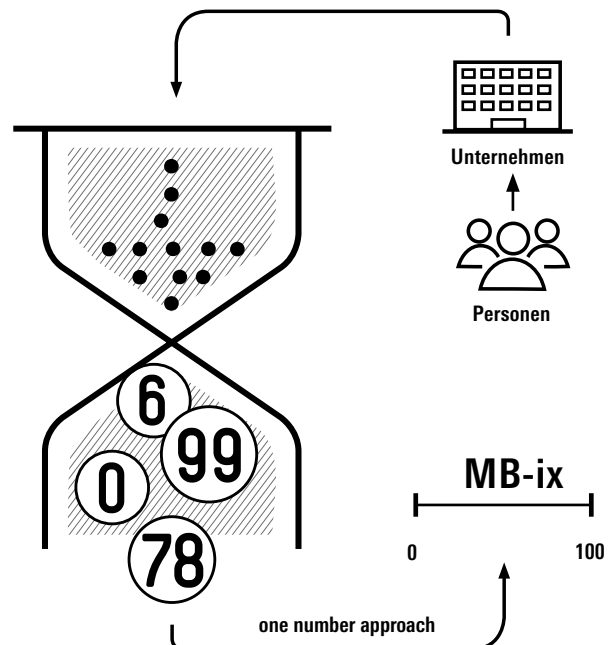 Unternehmen
Personen
6
99
0
78
MB-ix
0 100
one number approach